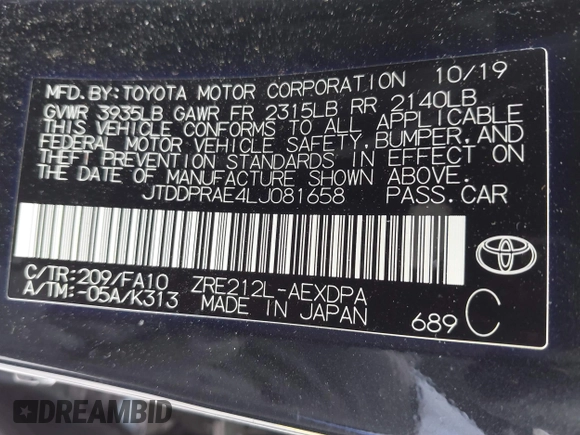 MFD.BY:TOYOTA MOTOR CORPORATION 10/19
GVWR 3935LB GAWR FR 2315LB RR 2140LB
THIS VEHICLE CONFORMS TO ALL APPLICABLE
FEDERAL MOTOR VEHICLE SAFETY,BUMPER,AND
THEFT PREVENTION STANDARDS IN EFFECT ON
THE DATE OF MANUFACTURE SHOWN ABOVE.
JTDDPRAE4LJ081658 PASS.CAR
C/TR:209/FA10 ZRE212L-AEXDPA
A/TM:-05A/K313 MADE IN JAPAN
689 C
TOYOTA
DREAMBID